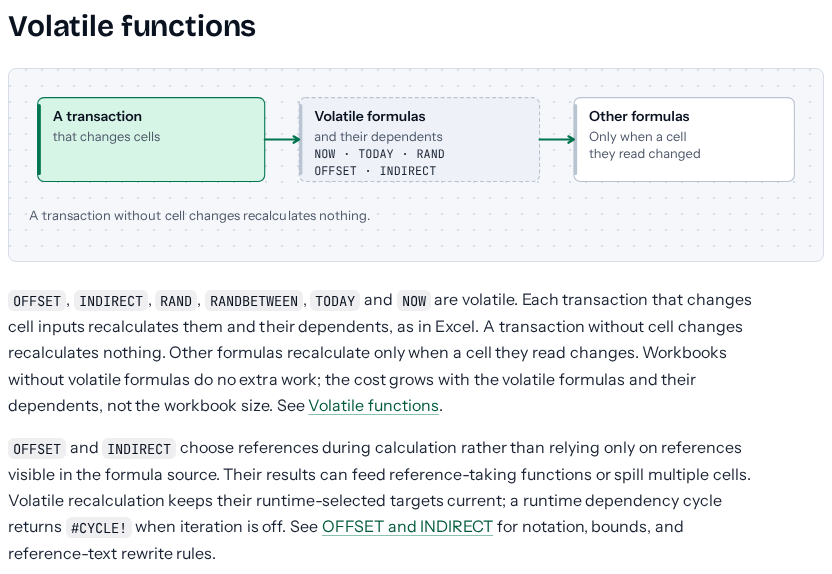 Volatile functions
A transaction
that changes cells
Volatile formulas
and their dependents
NOW · TODAY · RAND
OFFSET · INDIRECT
Other formulas
Only when a cell
they read changed
A transaction without cell changes recalculates nothing.
OFFSET, INDIRECT, RAND, RANDBETWEEN, TODAY and NOW are volatile. Each transaction that changes
cell inputs recalculates them and their dependents, as in Excel. A transaction without cell changes
recalculates nothing. Other formulas recalculate only when a cell they read changes. Workbooks
without volatile formulas do no extra work; the cost grows with the volatile formulas and their
dependents, not the workbook size. See Volatile functions.
OFFSET and INDIRECT choose references during calculation rather than relying only on references
visible in the formula source. Their results can feed reference-taking functions or spill multiple cells.
Volatile recalculation keeps their runtime-selected targets current; a runtime dependency cycle
returns #CYCLE! when iteration is off. See OFFSET and INDIRECT for notation, bounds, and
reference-text rewrite rules.